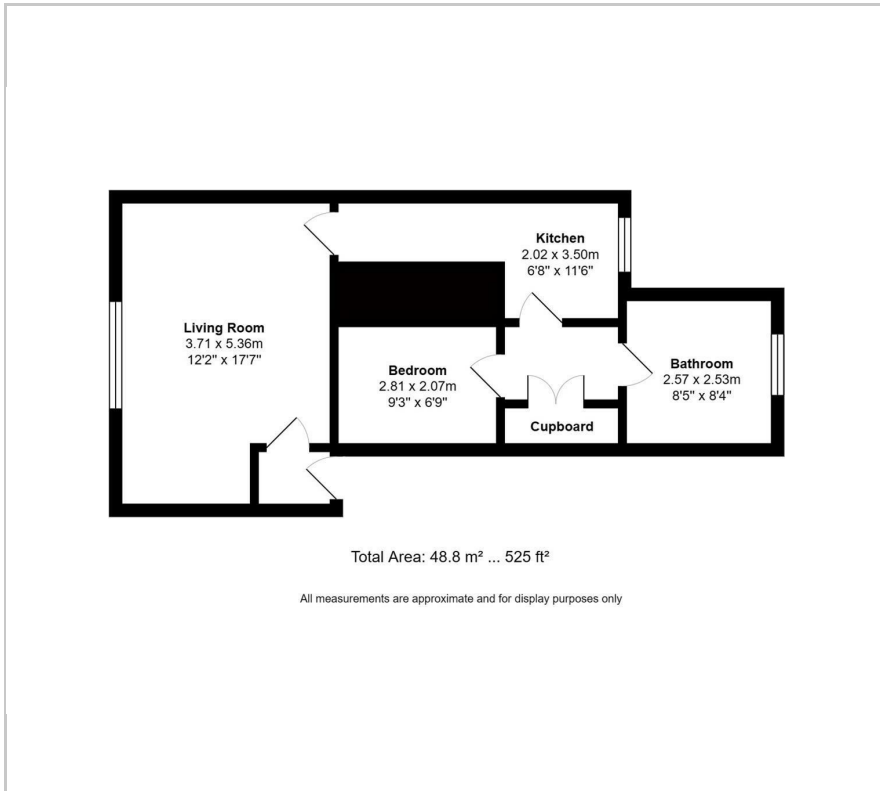 Kitchen
2.02 x 3.50m
6'8" x 11'6"
Living Room
3.71 x 5.36m
12'2" x 17'7"
Bedroom
2.81 x 2.07m
9'3" x 6'9"
Bathroom
2.57 x 2.53m
8'5" x 8'4"
Cupboard
Total Area: 48.8 m² ... 525 ft²
All measurements are approximate and for display purposes only